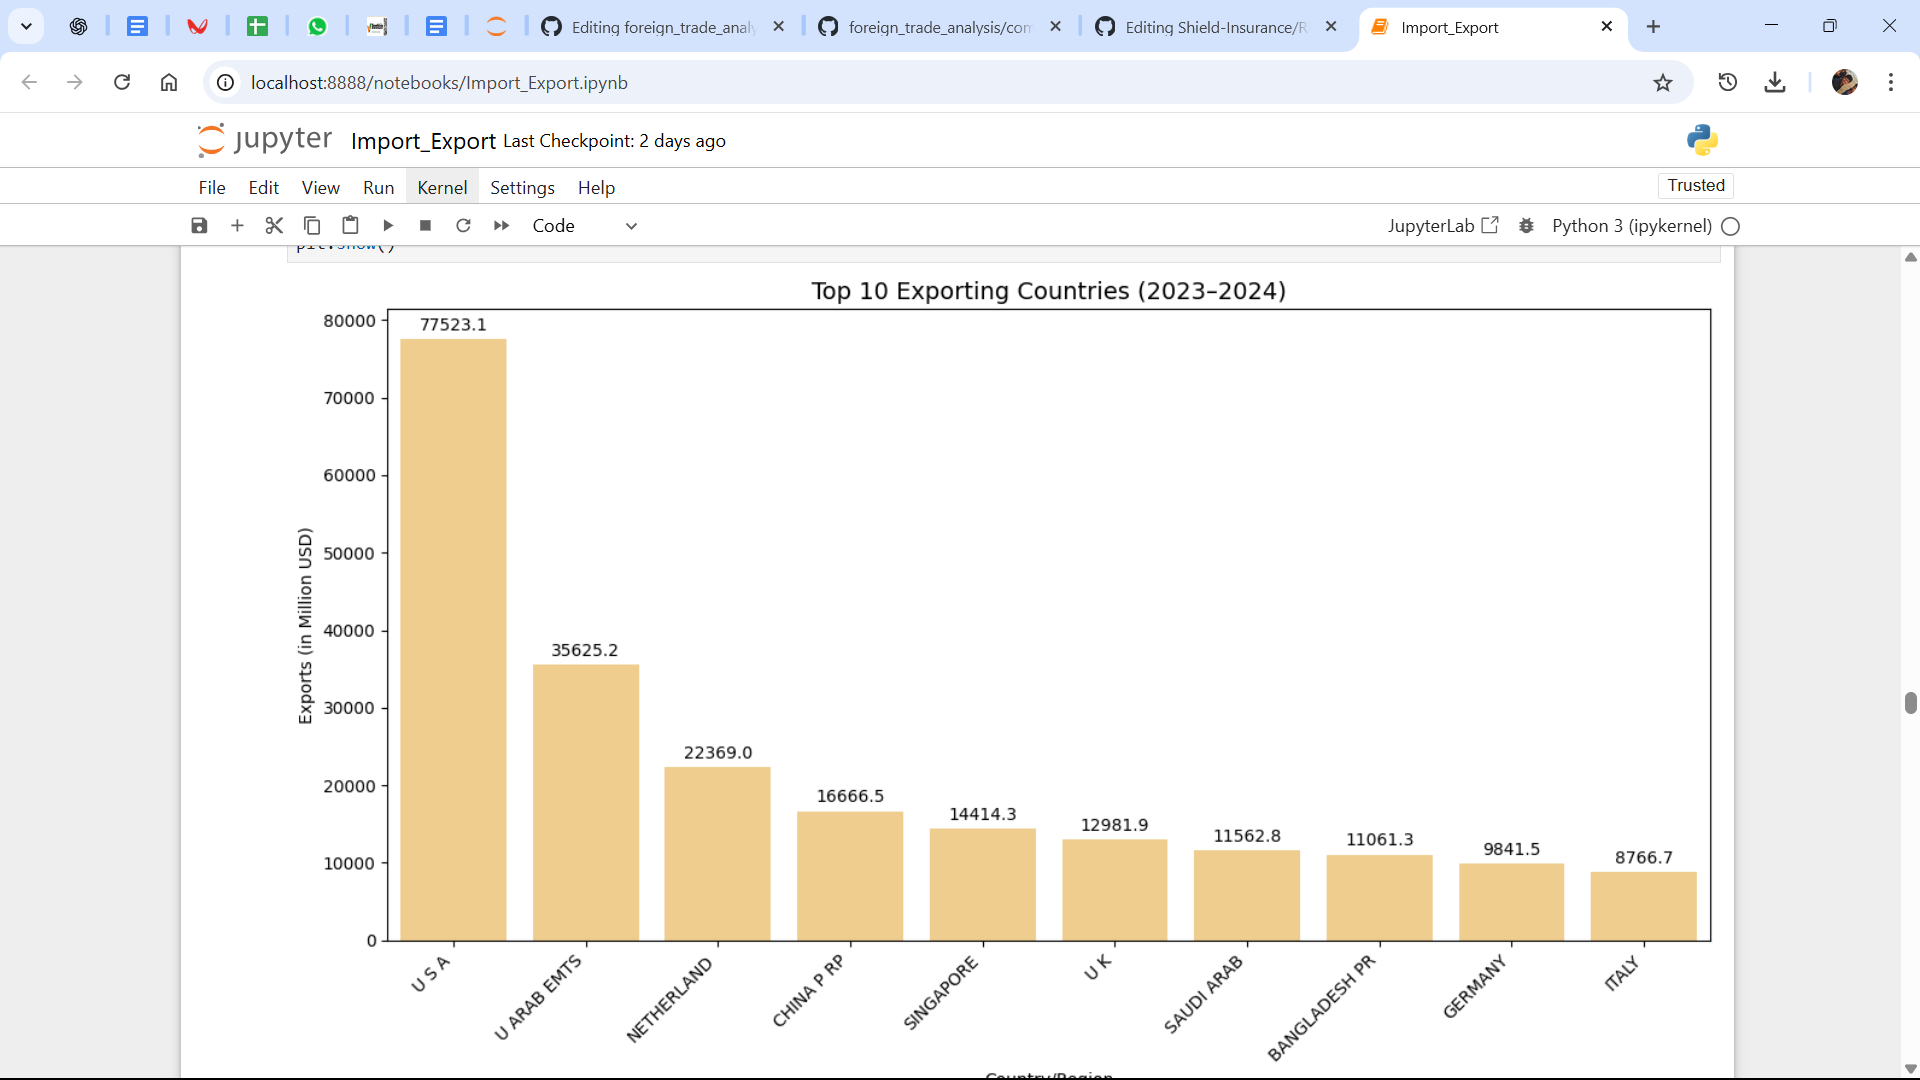 Editing foreign_trade_analy
foreign_trade_analysis/com
Editing Shield-Insurance/R
Import_Export
localhost:8888/notebooks/Import_Export.ipynb
jupyter Import_Export Last Checkpoint: 2 days ago
File Edit View Run Kernel Settings Help
Trusted
Code
JupyterLab Python 3 (ipykernel)
plt.show()
Top 10 Exporting Countries (2023–2024)
Exports (in Million USD)
80000
70000
60000
50000
40000
30000
20000
10000
0
77523.1
35625.2
22369.0
16666.5
14414.3
12981.9
11562.8
11061.3
9841.5
8766.7
U S A
U ARAB EMTS
NETHERLAND
CHINA P RP
SINGAPORE
U K
SAUDI ARAB
BANGLADESH PR
GERMANY
ITALY
Country/Region